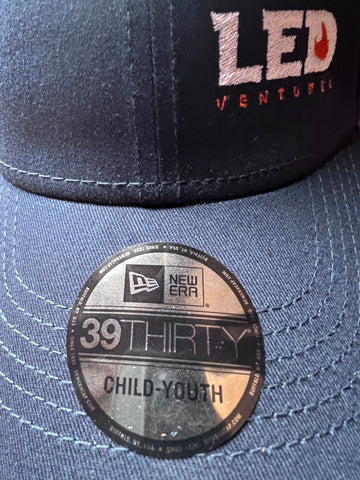 LED
VENTURES
NEW
ERA
39THIRTY
CHILD-YOUTH